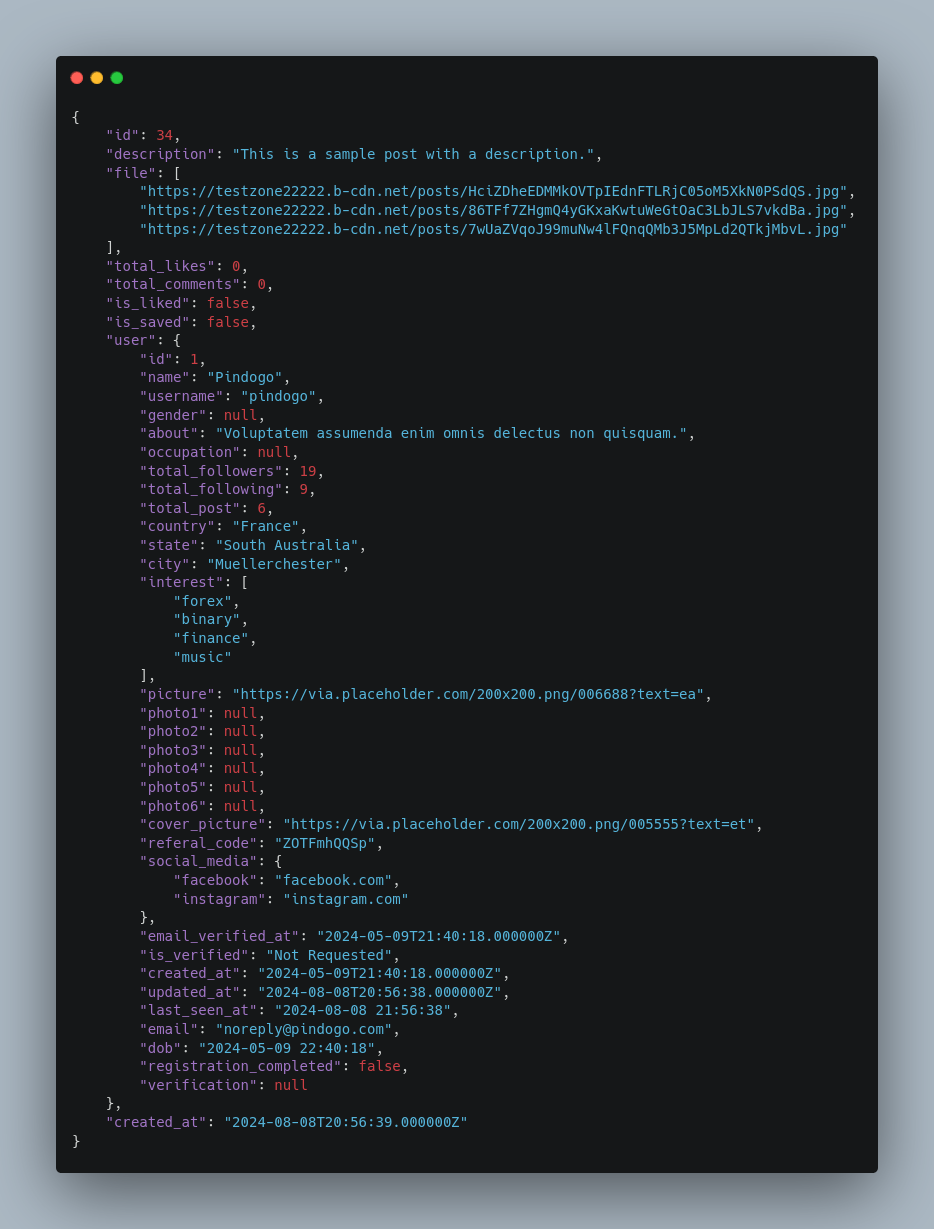 {
    "id": 34,
    "description": "This is a sample post with a description.",
    "file": [
        "https://testzone22222.b-cdn.net/posts/HciZDheEDMMkOVTpIEdnFTLRjC05oM5XkN0PSdQS.jpg",
        "https://testzone22222.b-cdn.net/posts/86TFf7ZHgmQ4yGKxaKwtuWeGtOaC3LbJLS7vkdBa.jpg",
        "https://testzone22222.b-cdn.net/posts/7wUaZVqoJ99muNw4lFQnqQMb3J5MpLd2QTkjMbvL.jpg"
    ],
    "total_likes": 0,
    "total_comments": 0,
    "is_liked": false,
    "is_saved": false,
    "user": {
        "id": 1,
        "name": "Pindogo",
        "username": "pindogo",
        "gender": null,
        "about": "Voluptatem assumenda enim omnis delectus non quisquam.",
        "occupation": null,
        "total_followers": 19,
        "total_following": 9,
        "total_post": 6,
        "country": "France",
        "state": "South Australia",
        "city": "Muellerchester",
        "interest": [
            "forex",
            "binary",
            "finance",
            "music"
        ],
        "picture": "https://via.placeholder.com/200x200.png/006688?text=ea",
        "photo1": null,
        "photo2": null,
        "photo3": null,
        "photo4": null,
        "photo5": null,
        "photo6": null,
        "cover_picture": "https://via.placeholder.com/200x200.png/005555?text=et",
        "referal_code": "ZOTFmhQQSp",
        "social_media": {
            "facebook": "facebook.com",
            "instagram": "instagram.com"
        },
        "email_verified_at": "2024-05-09T21:40:18.000000Z",
        "is_verified": "Not Requested",
        "created_at": "2024-05-09T21:40:18.000000Z",
        "updated_at": "2024-08-08T20:56:38.000000Z",
        "last_seen_at": "2024-08-08 21:56:38",
        "email": "noreply@pindogo.com",
        "dob": "2024-05-09 22:40:18",
        "registration_completed": false,
        "verification": null
    },
    "created_at": "2024-08-08T20:56:39.000000Z"
}